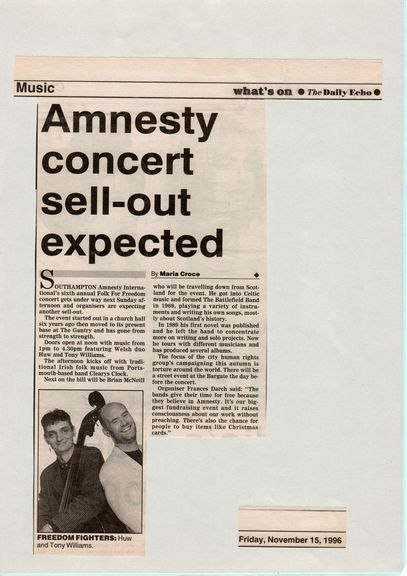 Music
what's on ● The Daily Echo ●
Amnesty
concert
sell-out
expected
By Maria Croce ◆
SOUTHAMPTON Amnesty Interna-
tional's sixth annual Folk For Freedom
concert gets under way next Sunday af-
ternoon and organisers are expecting
another sell-out.
The event started out in a church hall
six years ago then moved to its present
base at The Gantry and has gone from
strength to strength.
Doors open at noon with music from
1pm to 4.30pm featuring Welsh duo
Huw and Tony Williams.
The afternoon kicks off with tradi-
tional Irish folk music from Ports-
mouth-based band Clearys Clock.
Next on the bill will be Brian McNeill
who will be travelling down from Scot-
land for the event. He got into Celtic
music and formed The Battlefield Band
in 1969, playing a variety of instru-
ments and writing his own songs, most-
ly about Scotland's history.
In 1989 his first novel was published
and he left the band to concentrate
more on writing and solo projects. Now
he tours with different musicians and
has produced several albums.
The focus of the city human rights
group's campaigning this autumn is
torture around the world. There will be
a street event at the Bargate the day be-
fore the concert.
Organiser Frances Darch said: "The
bands give their time for free because
they believe in Amnesty. It's our big-
gest fundraising event and it raises
consciousness about our work without
preaching. There's also the chance for
people to buy items like Christmas
cards."
FREEDOM FIGHTERS: Huw
and Tony Williams.
Friday, November 15, 1996